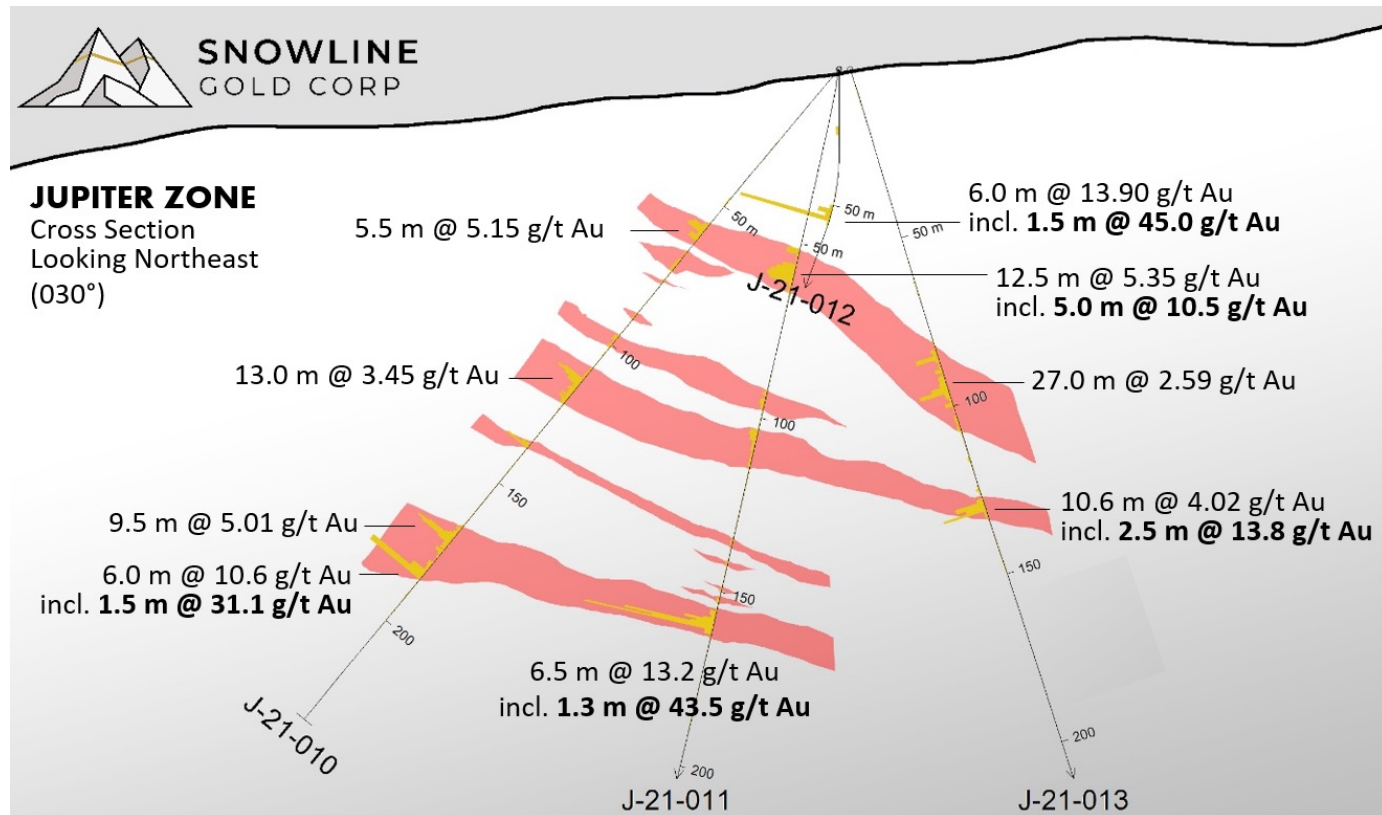 SNOWLINE
GOLD CORP
JUPITER ZONE
Cross Section
Looking Northeast
(030°)
5.5 m @ 5.15 g/t Au
13.0 m @ 3.45 g/t Au
9.5 m @ 5.01 g/t Au
6.0 m @ 10.6 g/t Au
incl. 1.5 m @ 31.1 g/t Au
6.5 m @ 13.2 g/t Au
incl. 1.3 m @ 43.5 g/t Au
6.0 m @ 13.90 g/t Au
incl. 1.5 m @ 45.0 g/t Au
12.5 m @ 5.35 g/t Au
incl. 5.0 m @ 10.5 g/t Au
27.0 m @ 2.59 g/t Au
10.6 m @ 4.02 g/t Au
incl. 2.5 m @ 13.8 g/t Au
50 m
100
150
200
J-21-010
50 m
100
150
200
J-21-011
50 m
J-21-012
50 m
100
150
200
J-21-013